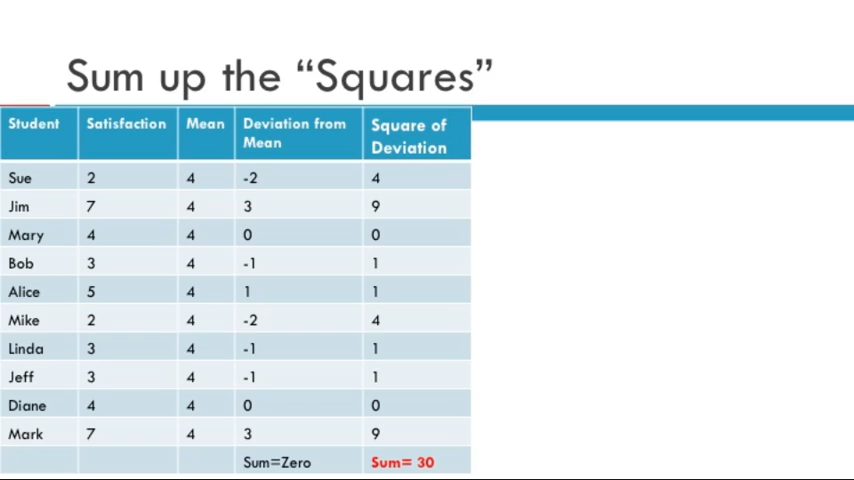 Sum up the “Squares”
Student Satisfaction Mean Deviation from Mean Square of Deviation
Sue 2 4 -2 4
Jim 7 4 3 9
Mary 4 4 0 0
Bob 3 4 -1 1
Alice 5 4 1 1
Mike 2 4 -2 4
Linda 3 4 -1 1
Jeff 3 4 -1 1
Diane 4 4 0 0
Mark 7 4 3 9
Sum=Zero Sum= 30